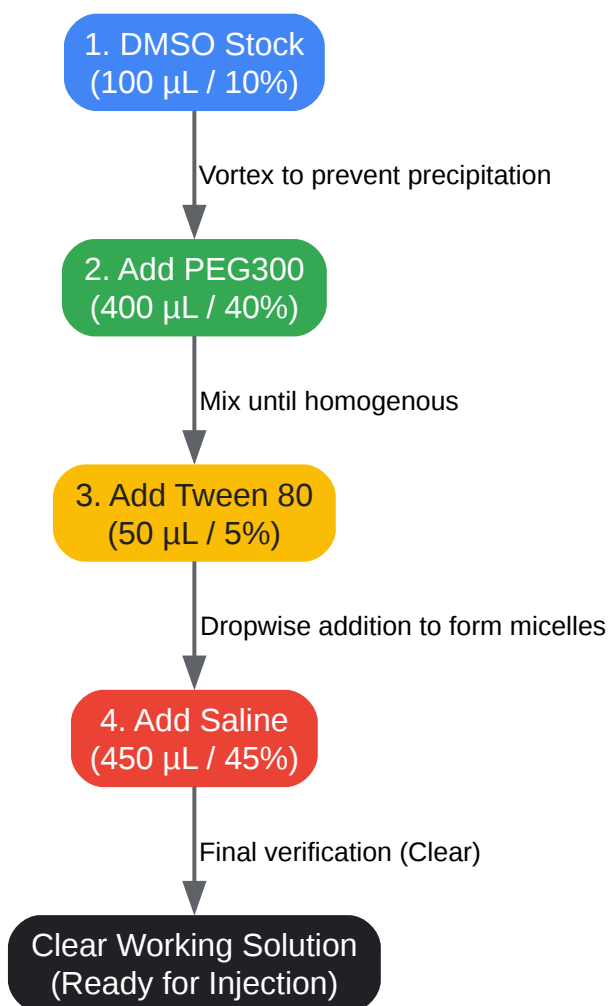 1. DMSO Stock
(100 µL / 10%)
Vortex to prevent precipitation
2. Add PEG300
(400 µL / 40%)
Mix until homogenous
3. Add Tween 80
(50 µL / 5%)
Dropwise addition to form micelles
4. Add Saline
(450 µL / 45%)
Final verification (Clear)
Clear Working Solution
(Ready for Injection)